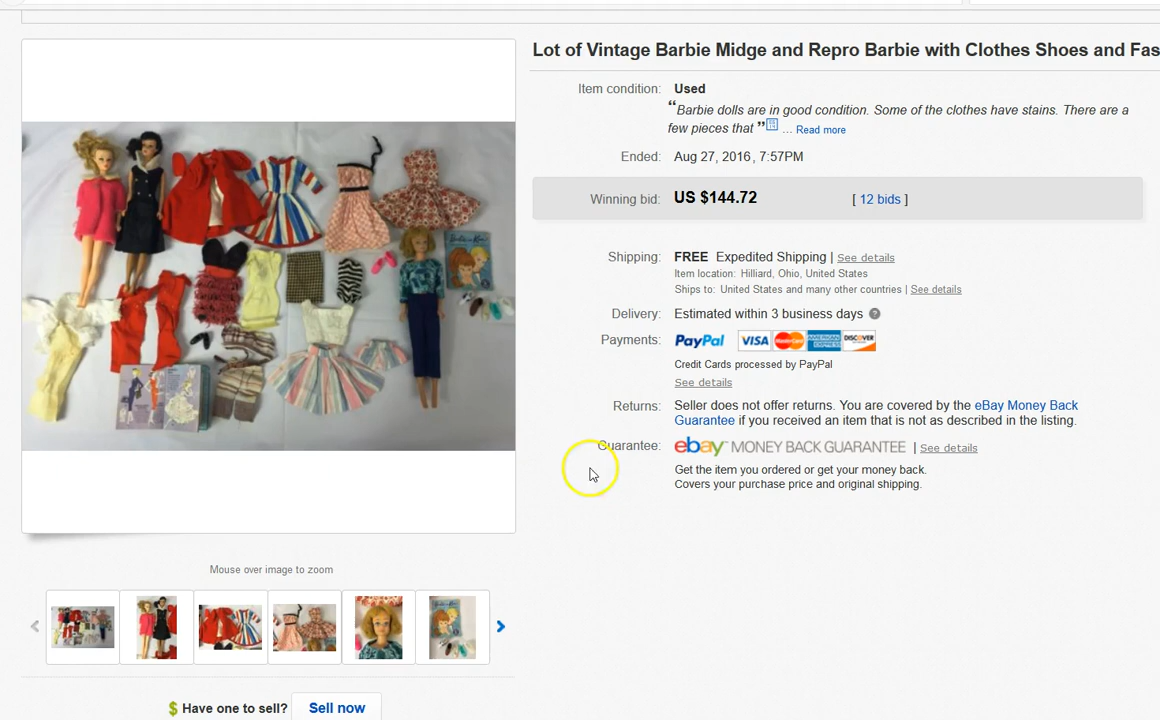 Lot of Vintage Barbie Midge and Repro Barbie with Clothes Shoes and Fas
Item condition: Used
“Barbie dolls are in good condition. Some of the clothes have stains. There are a
few pieces that ” ... Read more
Ended: Aug 27, 2016 , 7:57PM
Winning bid: US $144.72 [ 12 bids ]
Shipping: FREE Expedited Shipping | See details
Item location: Hilliard, Ohio, United States
Ships to: United States and many other countries | See details
Delivery: Estimated within 3 business days ?
Payments: PayPal VISA MasterCard AMERICAN EXPRESS DISCOVER
Credit Cards processed by PayPal
See details
Returns: Seller does not offer returns. You are covered by the eBay Money Back
Guarantee if you received an item that is not as described in the listing.
Guarantee: ebay MONEY BACK GUARANTEE | See details
Get the item you ordered or get your money back.
Covers your purchase price and original shipping.
Mouse over image to zoom
$ Have one to sell? Sell now